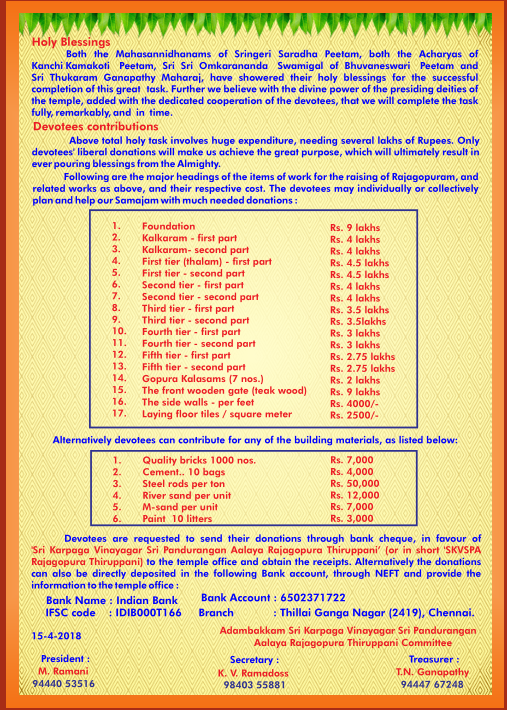 Holy Blessings
Both the Mahasannidhanams of Sringeri Saradha Peetam, both the Acharyas of
Kanchi Kamakoti Peetam, Sri Sri Omkarananda Swamigal of Bhuvaneswari Peetam and
Sri Thukaram Ganapathy Maharaj, have showered their holy blessings for the successful
completion of this great task. Further we believe with the divine power of the presiding deities of
the temple, added with the dedicated cooperation of the devotees, that we will complete the task
fully, remarkably, and in time.
Devotees contributions
Above total holy task involves huge expenditure, needing several lakhs of Rupees. Only
devotees' liberal donations will make us achieve the great purpose, which will ultimately result in
ever pouring blessings from the Almighty.
Following are the major headings of the items of work for the raising of Rajagopuram, and
related works as above, and their respective cost. The devotees may individually or collectively
plan and help our Samajam with much needed donations :
1. Foundation Rs. 9 lakhs
2. Kalkaram - first part Rs. 4 lakhs
3. Kalkaram- second part Rs. 4 lakhs
4. First tier (thalam) - first part Rs. 4.5 lakhs
5. First tier - second part Rs. 4.5 lakhs
6. Second tier - first part Rs. 4 lakhs
7. Second tier - second part Rs. 4 lakhs
8. Third tier - first part Rs. 3.5 lakhs
9. Third tier - second part Rs. 3.5lakhs
10. Fourth tier - first part Rs. 3 lakhs
11. Fourth tier - second part Rs. 3 lakhs
12. Fifth tier - first part Rs. 2.75 lakhs
13. Fifth tier - second part Rs. 2.75 lakhs
14. Gopura Kalasams (7 nos.) Rs. 2 lakhs
15. The front wooden gate (teak wood) Rs. 9 lakhs
16. The side walls - per feet Rs. 4000/-
17. Laying floor tiles / square meter Rs. 2500/-
Alternatively devotees can contribute for any of the building materials, as listed below:
1. Quality bricks 1000 nos. Rs. 7,000
2. Cement.. 10 bags Rs. 4,000
3. Steel rods per ton Rs. 50,000
4. River sand per unit Rs. 12,000
5. M-sand per unit Rs. 7,000
6. Paint 10 litters Rs. 3,000
Devotees are requested to send their donations through bank cheque, in favour of
'Sri Karpaga Vinayagar Sri Pandurangan Aalaya Rajagopura Thiruppani' (or in short 'SKVSPA
Rajagopura Thiruppani) to the temple office and obtain the receipts. Alternatively the donations
can also be directly deposited in the following Bank account, through NEFT and provide the
information to the temple office :
Bank Name : Indian Bank Bank Account : 6502371722
IFSC code : IDIB000T166 Branch : Thillai Ganga Nagar (2419), Chennai.
15-4-2018 Adambakkam Sri Karpaga Vinayagar Sri Pandurangan
Aalaya Rajagopura Thiruppani Committee
President : Secretary : Treasurer :
M. Ramani K. V. Ramadoss T.N. Ganapathy
94440 53516 98403 55881 94447 67248